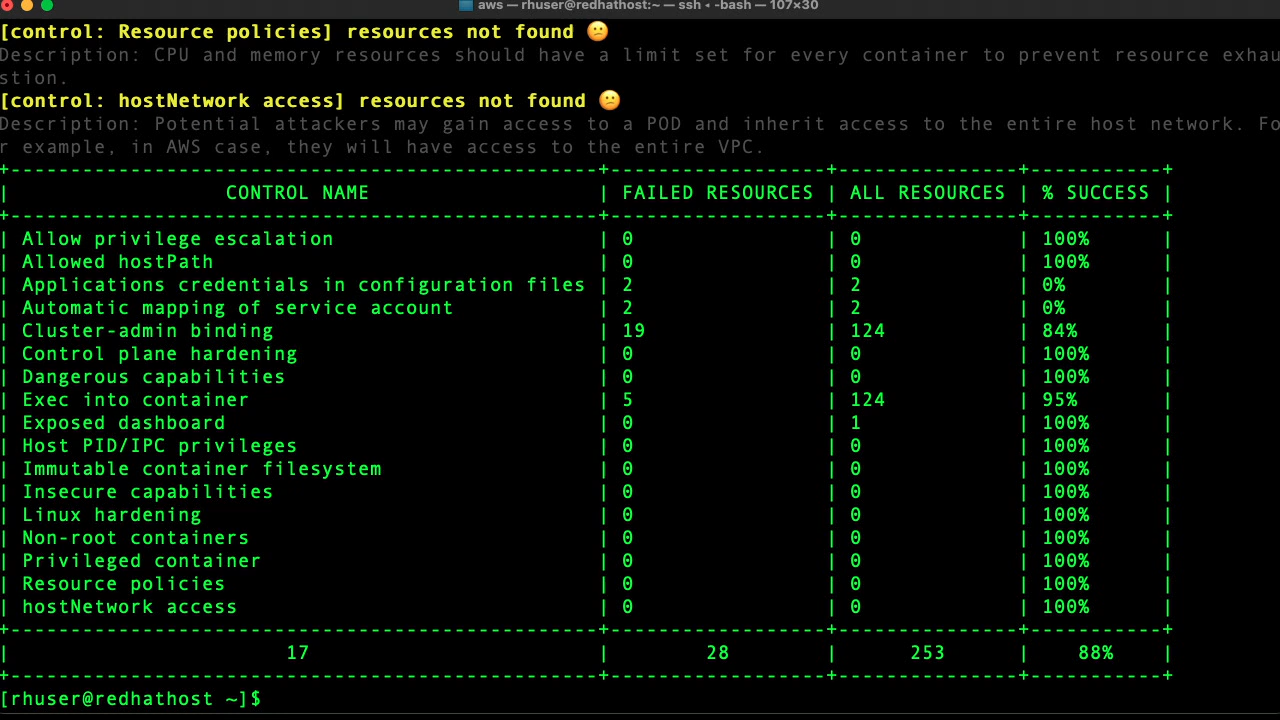 aws — rhuser@redhathost:~ — ssh ◂ -bash — 107×30
[control: Resource policies] resources not found 😕
Description: CPU and memory resources should have a limit set for every container to prevent resource exhau
stion.
[control: hostNetwork access] resources not found 😕
Description: Potential attackers may gain access to a POD and inherit access to the entire host network. Fo
r example, in AWS case, they will have access to the entire VPC.
+------------------------------------------------+------------------+---------------+-----------+
| CONTROL NAME | FAILED RESOURCES | ALL RESOURCES | % SUCCESS |
+------------------------------------------------+------------------+---------------+-----------+
| Allow privilege escalation | 0 | 0 | 100% |
| Allowed hostPath | 0 | 0 | 100% |
| Applications credentials in configuration files | 2 | 2 | 0% |
| Automatic mapping of service account | 2 | 2 | 0% |
| Cluster-admin binding | 19 | 124 | 84% |
| Control plane hardening | 0 | 0 | 100% |
| Dangerous capabilities | 0 | 0 | 100% |
| Exec into container | 5 | 124 | 95% |
| Exposed dashboard | 0 | 1 | 100% |
| Host PID/IPC privileges | 0 | 0 | 100% |
| Immutable container filesystem | 0 | 0 | 100% |
| Insecure capabilities | 0 | 0 | 100% |
| Linux hardening | 0 | 0 | 100% |
| Non-root containers | 0 | 0 | 100% |
| Privileged container | 0 | 0 | 100% |
| Resource policies | 0 | 0 | 100% |
| hostNetwork access | 0 | 0 | 100% |
+------------------------------------------------+------------------+---------------+-----------+
| 17 | 28 | 253 | 88% |
+------------------------------------------------+------------------+---------------+-----------+
[rhuser@redhathost ~]$